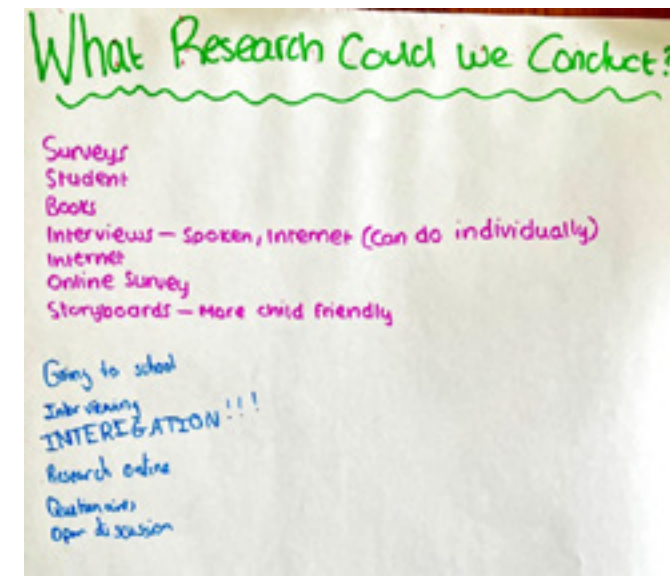 What Research Could we Conduct?
Surveys
Student
Books
Interviews – Spoken, Internet (Can do individually)
Internet
Online Survey
Storyboards – More child friendly
Going to school
Interviewing
INTEREGATION!!!
Research online
Questionaires
Open discussion